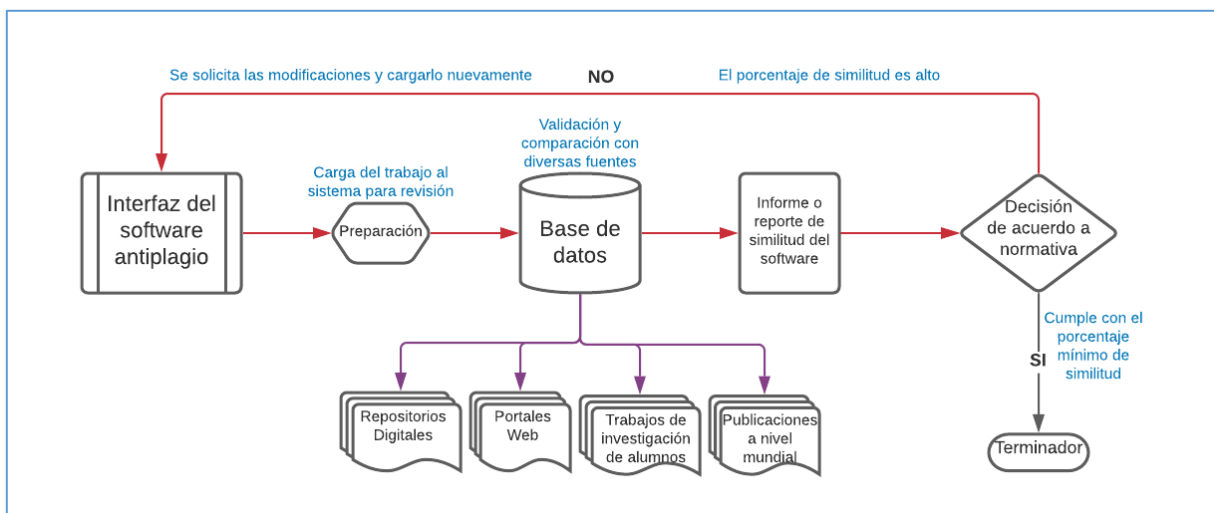 Se solicita las modificaciones y cargarlo nuevamente
NO
El porcentaje de similitud es alto
Validación y
comparación con
diversas fuentes
Carga del trabajo al
sistema para revisión
Interfaz del
software
antiplagio
Preparación
Base de
datos
Informe o
reporte de
similitud del
software
Decisión
de acuerdo a
normativa
Cumple con el
porcentaje
mínimo de
similitud
SI
Repositorios
Digitales
Portales
Web
Trabajos de
investigación
de alumnos
Publicaciones
a nivel
mundial
Terminador